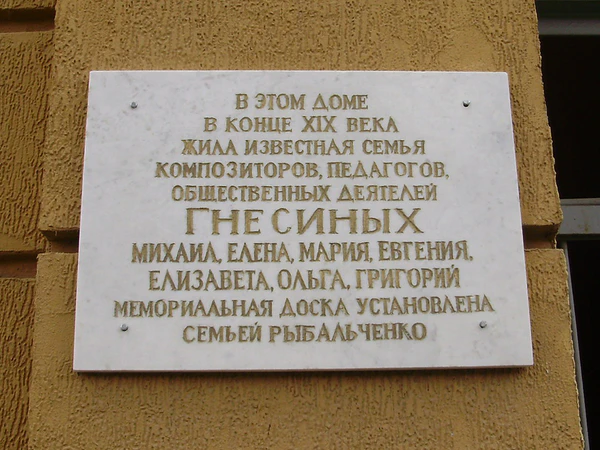 В ЭТОМ ДОМЕ
В КОНЦЕ XIX ВЕКА
ЖИЛА ИЗВЕСТНАЯ СЕМЬЯ
КОМПОЗИТОРОВ, ПЕДАГОГОВ,
ОБЩЕСТВЕННЫХ ДЕЯТЕЛЕЙ
ГНЕСИНЫХ
МИХАИЛ, ЕЛЕНА, МАРИЯ, ЕВГЕНИЯ,
ЕЛИЗАВЕТА, ОЛЬГА, ГРИГОРИЙ
МЕМОРИАЛЬНАЯ ДОСКА УСТАНОВЛЕНА
СЕМЬЕЙ РЫБАЛЬЧЕНКО